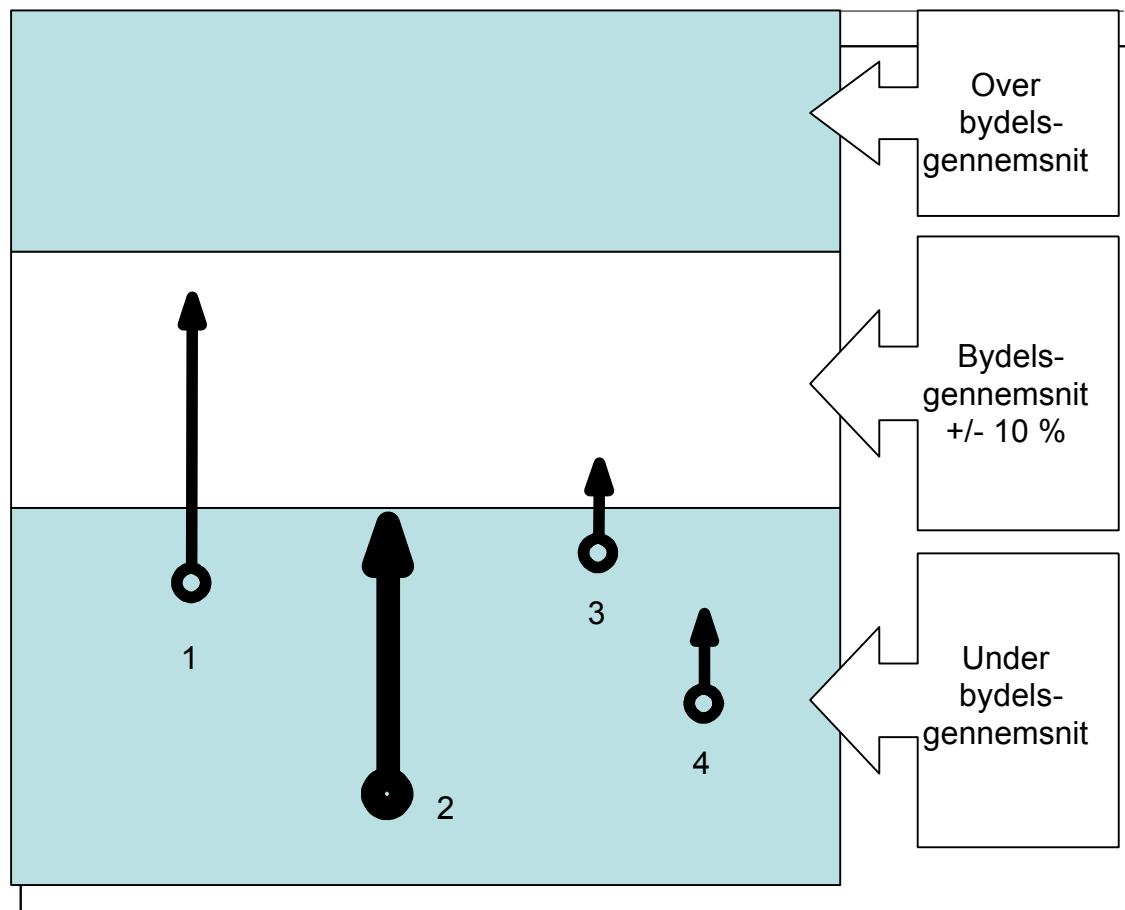 Over
bydels-
gennemsnit
Bydels-
gennemsnit
+/- 10 %
Under
bydels-
gennemsnit
1
2
3
4